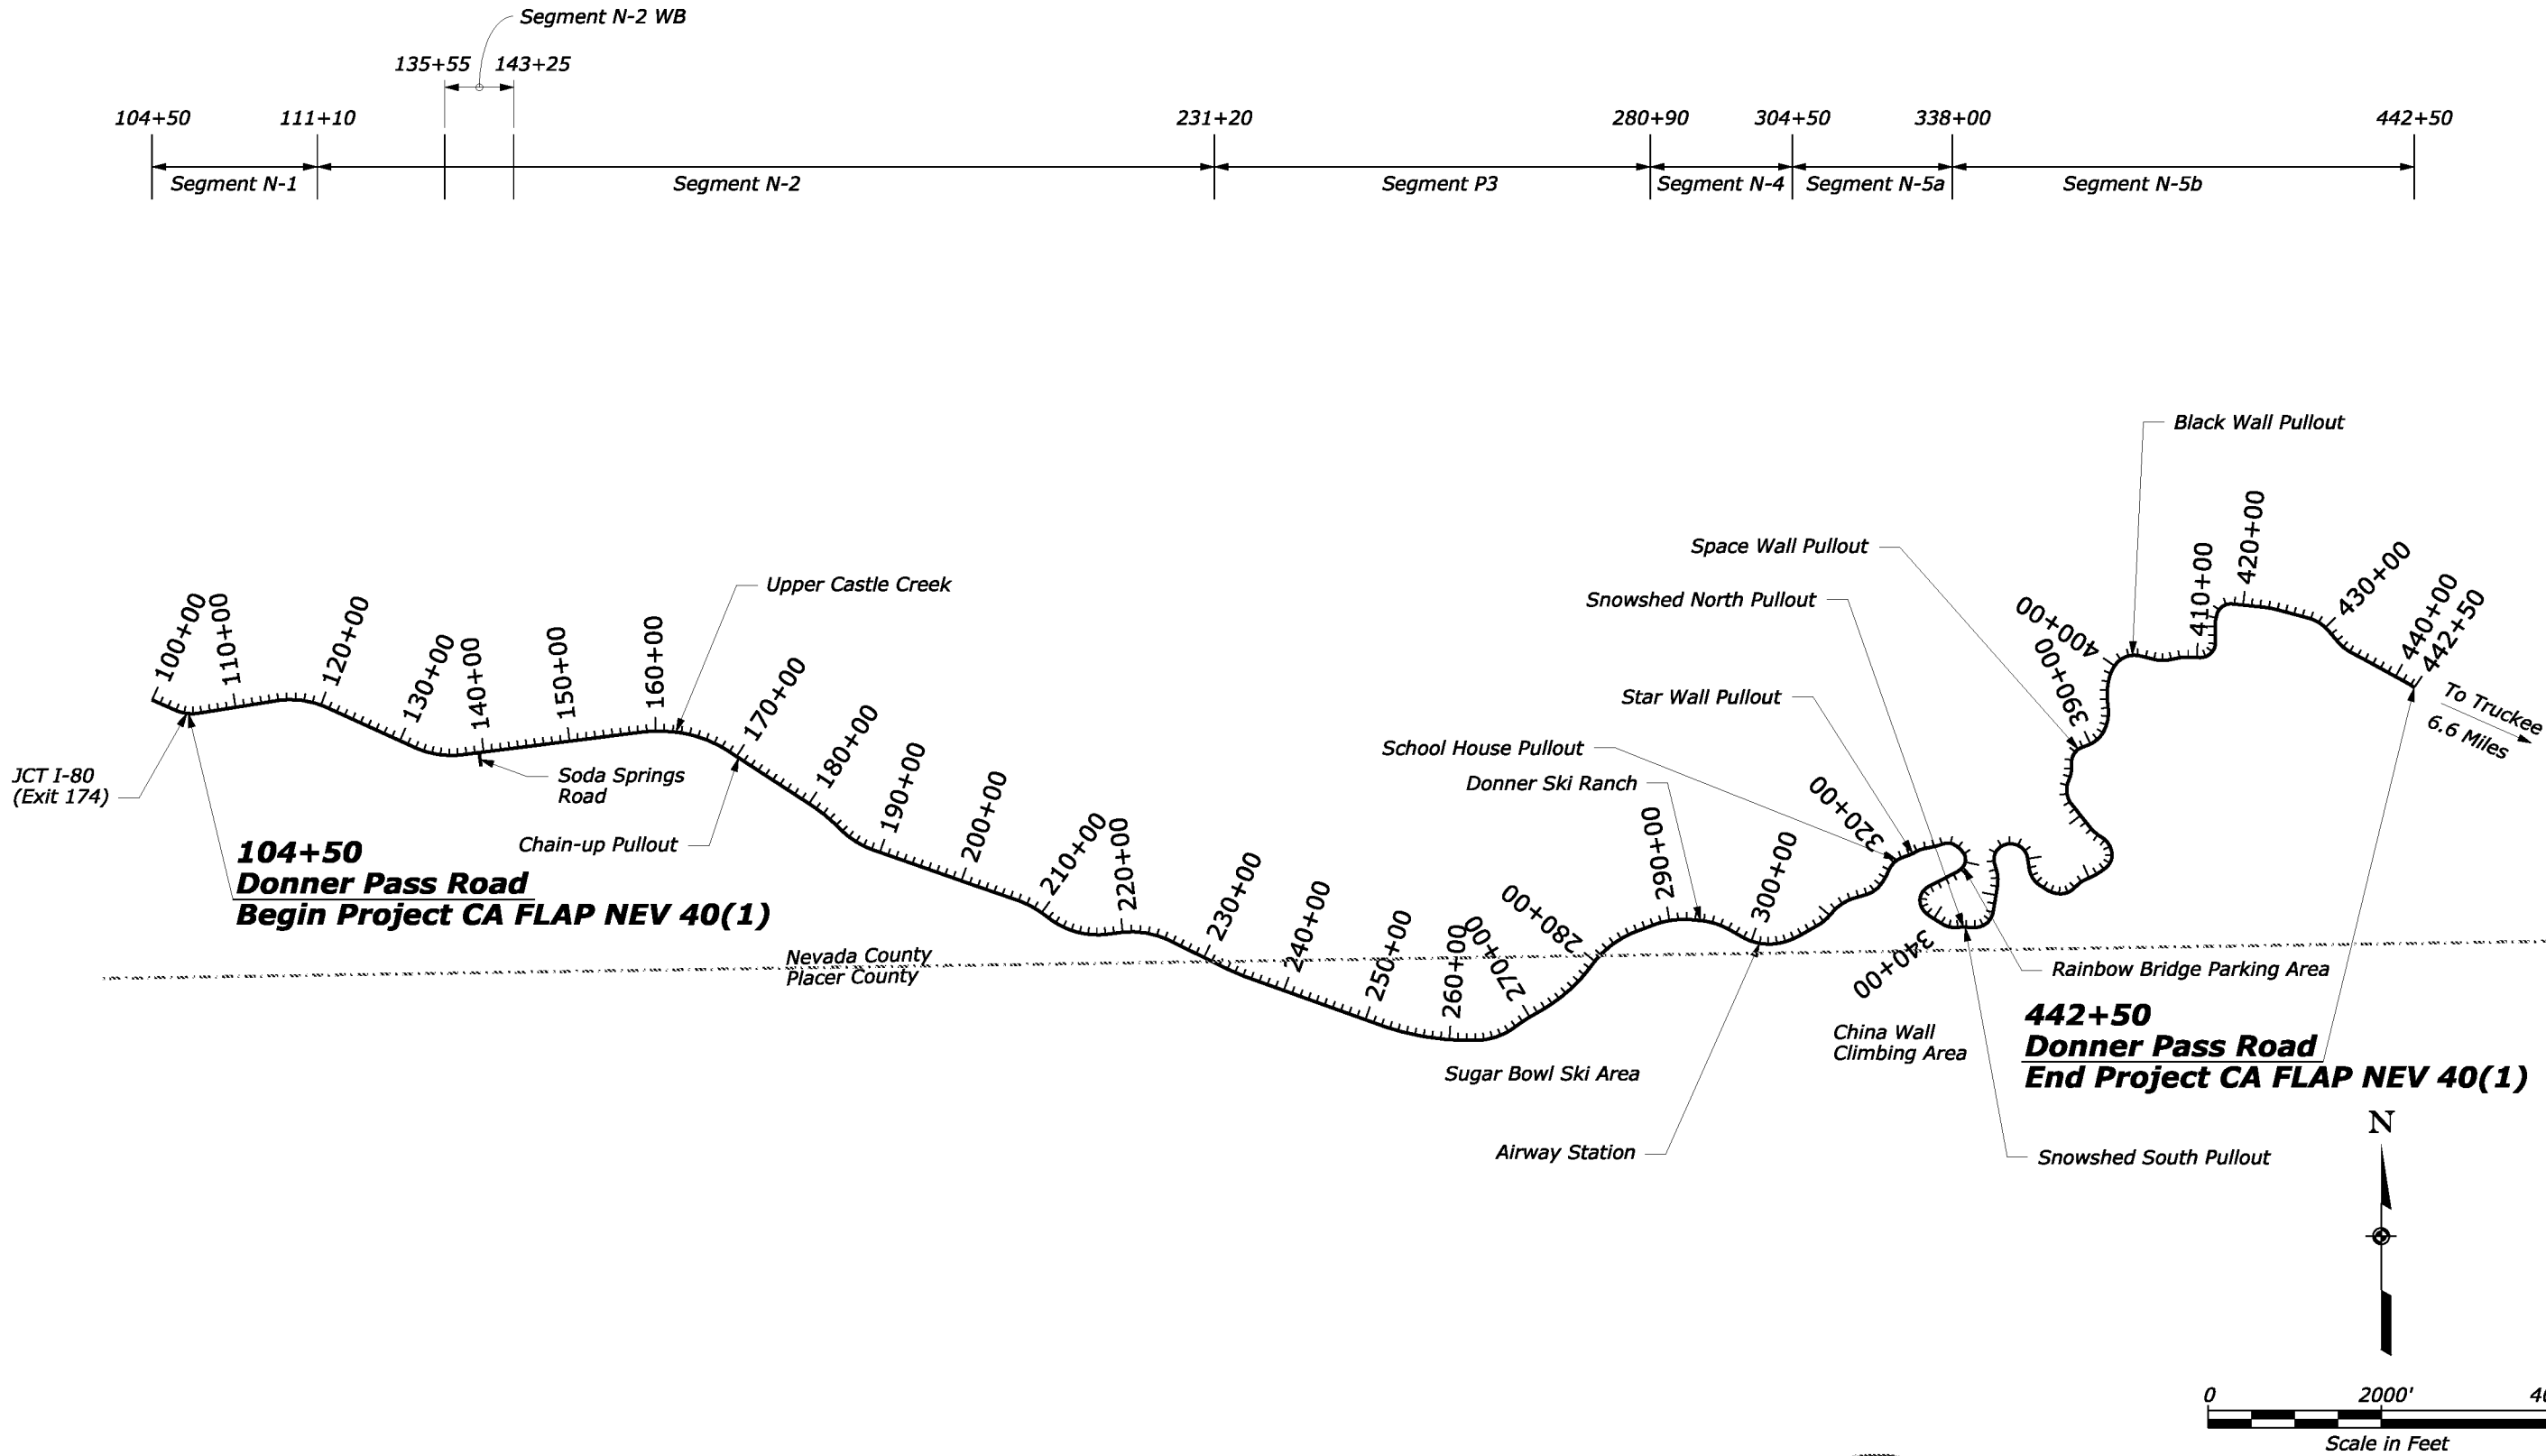 Segment N-2 WB
135+55
143+25
104+50
111+10
231+20
280+90
304+50
338+00
442+50
Segment N-1
Segment N-2
Segment P3
Segment N-4
Segment N-5a
Segment N-5b
Black Wall Pullout
Space Wall Pullout
Snowshed North Pullout
Upper Castle Creek
Star Wall Pullout
School House Pullout
Donner Ski Ranch
100+00
110+00
120+00
130+00
140+00
150+00
160+00
170+00
180+00
190+00
200+00
210+00
220+00
230+00
240+00
250+00
260+00
270+00
280+00
290+00
300+00
320+00
340+00
390+00
400+00
410+00
420+00
430+00
440+00
442+50
To Truckee
6.6 Miles
JCT I-80
(Exit 174)
Soda Springs
Road
Chain-up Pullout
104+50
Donner Pass Road
Begin Project CA FLAP NEV 40(1)
Nevada County
Placer County
Rainbow Bridge Parking Area
China Wall
Climbing Area
442+50
Donner Pass Road
End Project CA FLAP NEV 40(1)
Sugar Bowl Ski Area
Airway Station
Snowshed South Pullout
N
0
2000'
Scale in Feet